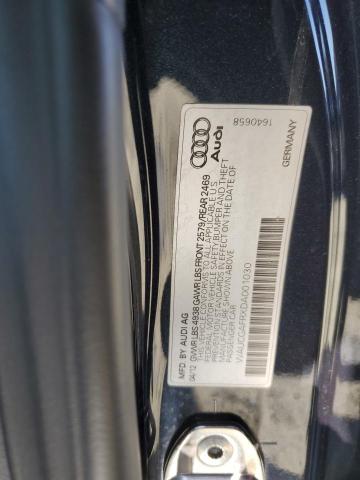 1640658
Audi
GERMANY
MFD. BY AUDI AG
04/12 GVWR LBS 4938 GAWR LBS FRONT 2579/REAR 2469
THIS VEHICLE CONFORMS TO ALL APPLICABLE U S
FEDERAL MOTOR VEHICLE SAFETY BUMPER AND THEFT
PREVENTION STANDARDS IN EFFECT ON THE DATE OF
MANUFACTURE SHOWN ABOVE
PASSENGER CAR